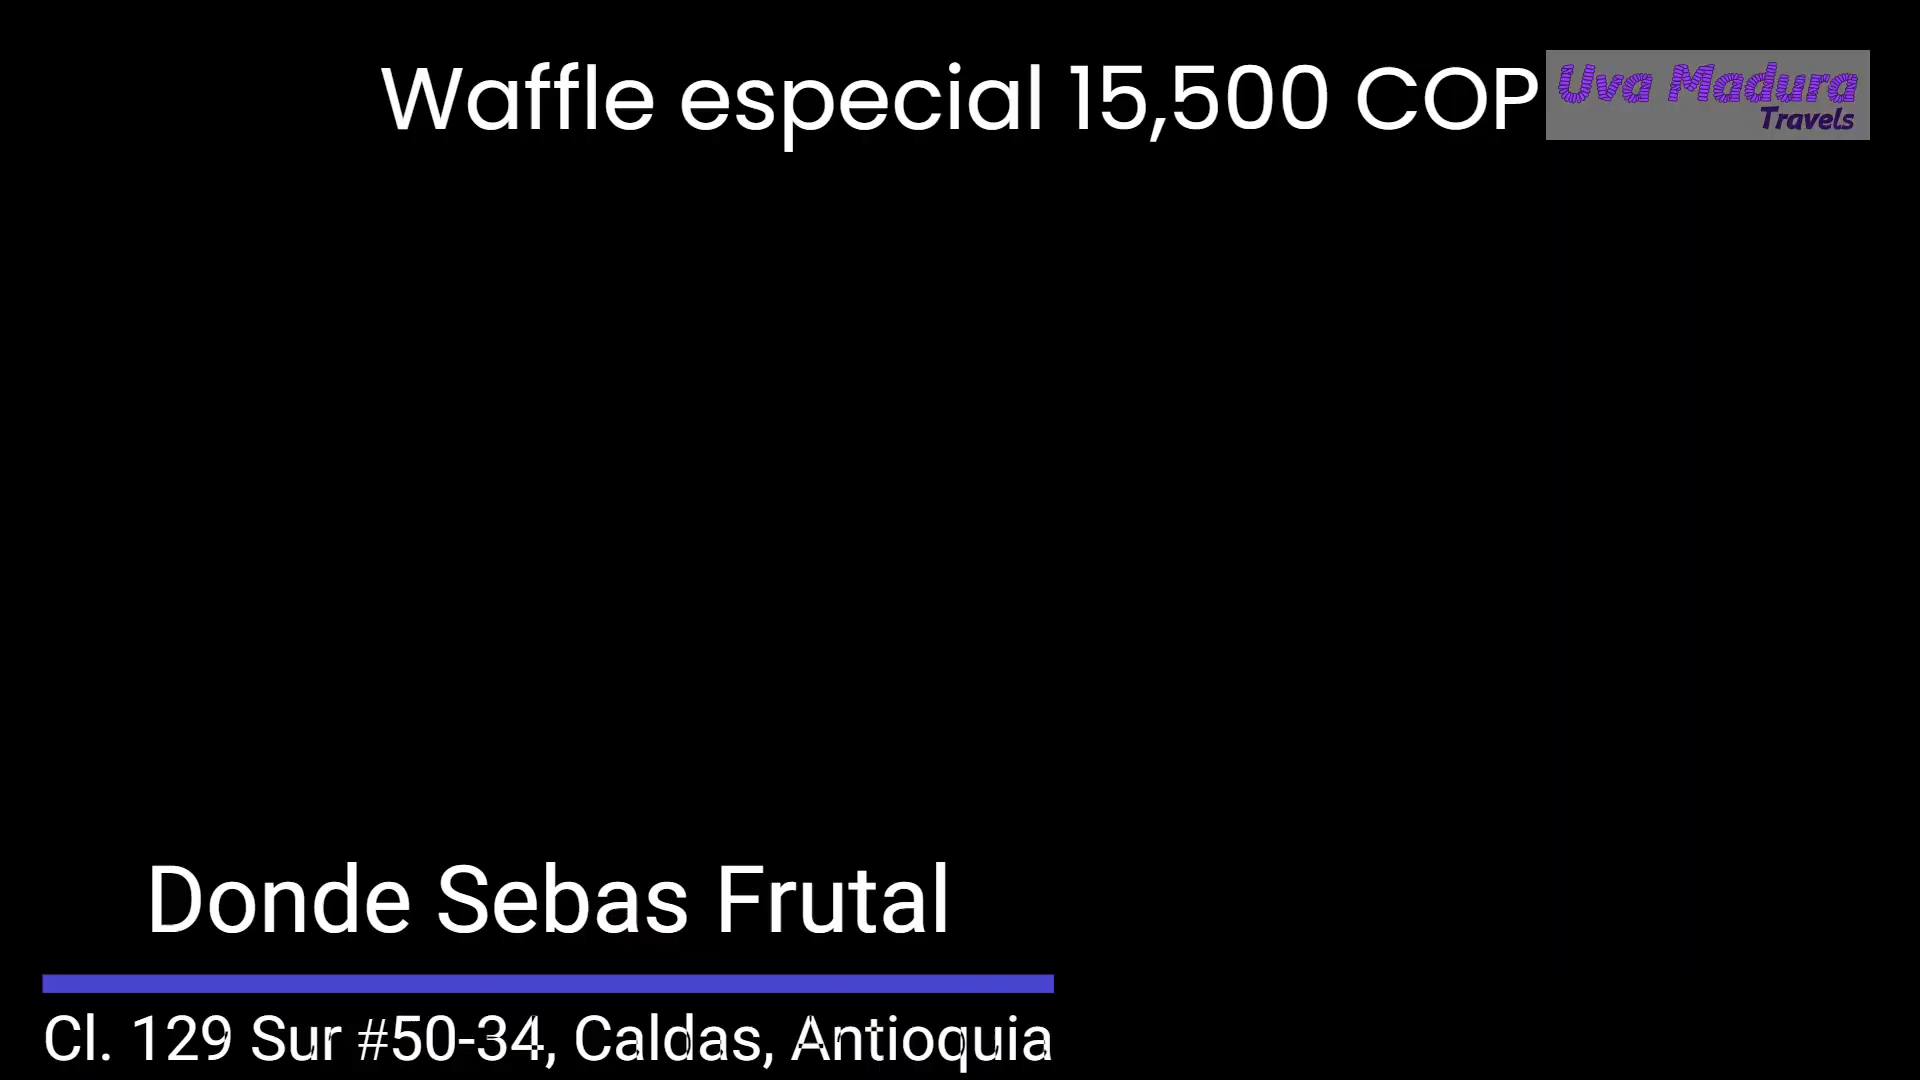 Waffle especial 15,500 COP
Uva Madura
Travels
Donde Sebas Frutal
Cl. 129 Sur #50-34, Caldas, Antioquia